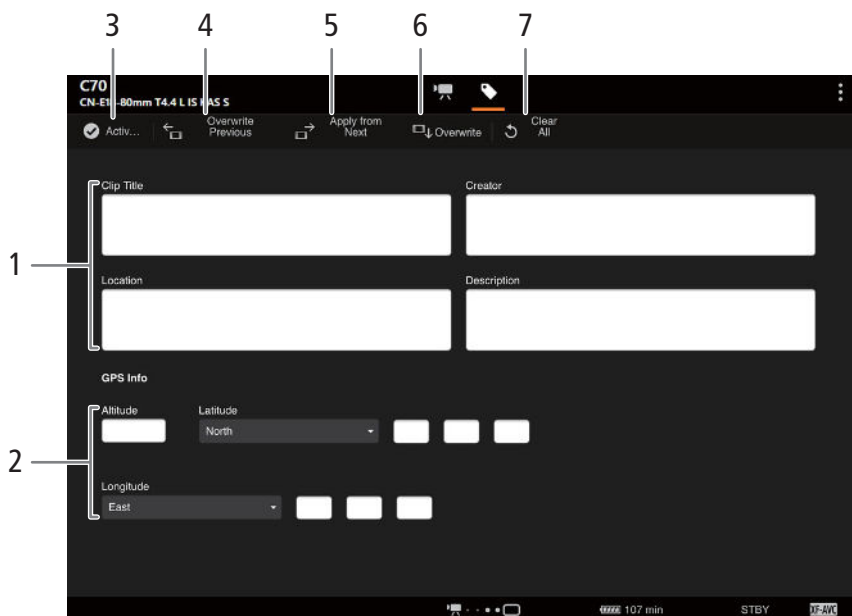 3 4 5 6 7
C70
CN-E18-80mm T4.4 L IS KAS S
Activ...
Overwrite
Previous
Apply from
Next
Overwrite
Clear
All
1
Clip Title
Creator
Location
Description
GPS Info
2
Altitude
Latitude
North
Longitude
East
107 min
STBY
XF-AVC